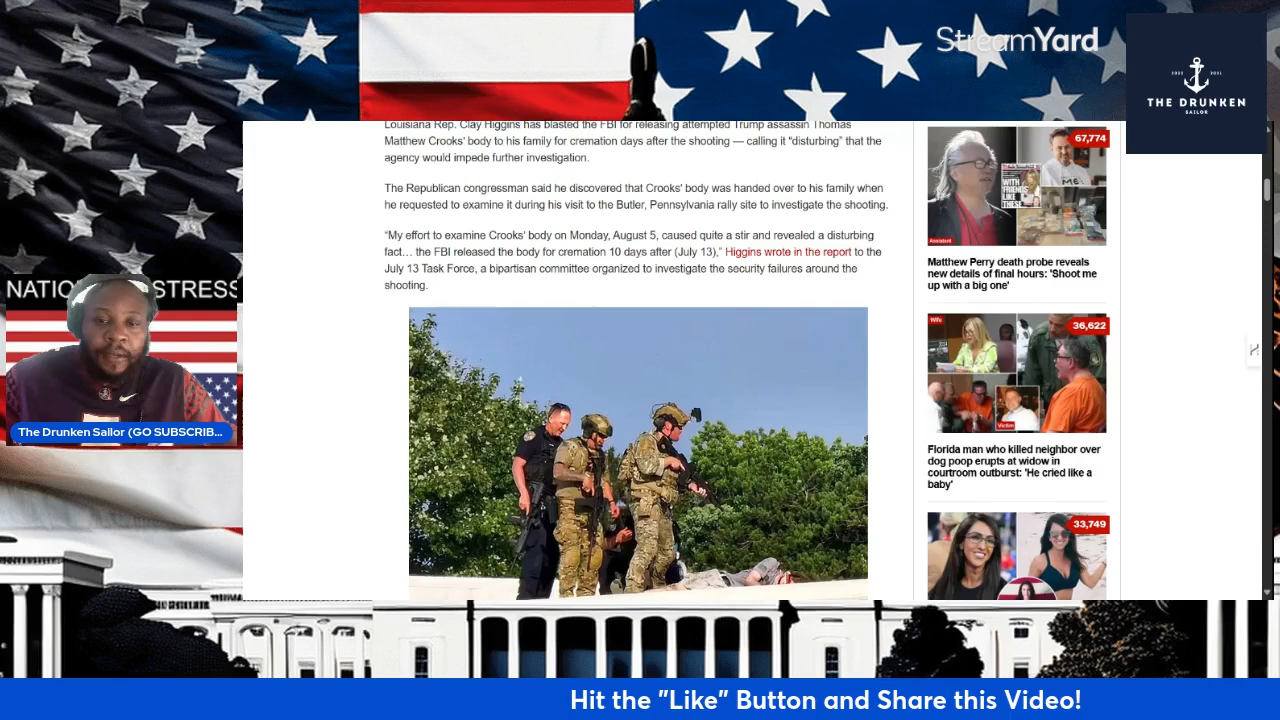 StreamYard
THE DRUNKEN
SAILOR
Louisiana Rep. Clay Higgins has blasted the FBI for releasing attempted Trump assassin Thomas
Matthew Crooks' body to his family for cremation days after the shooting — calling it “disturbing” that the
agency would impede further investigation.
The Republican congressman said he discovered that Crooks' body was handed over to his family when
he requested to examine it during his visit to the Butler, Pennsylvania rally site to investigate the shooting.
“My effort to examine Crooks' body on Monday, August 5, caused quite a stir and revealed a disturbing
fact… the FBI released the body for cremation 10 days after (July 13),” Higgins wrote in the report to the
July 13 Task Force, a bipartisan committee organized to investigate the security failures around the
shooting.
67,774
WITH
FRIENDS
LIKE
THESE
ME
Assistant
Matthew Perry death probe reveals
new details of final hours: 'Shoot me
up with a big one'
Wife
36,622
Victim
Florida man who killed neighbor over
dog poop erupts at widow in
courtroom outburst: 'He cried like a
baby'
33,749
STRESS
The Drunken Sailor (GO SUBSCRIB...
Hit the "Like" Button and Share this Video!